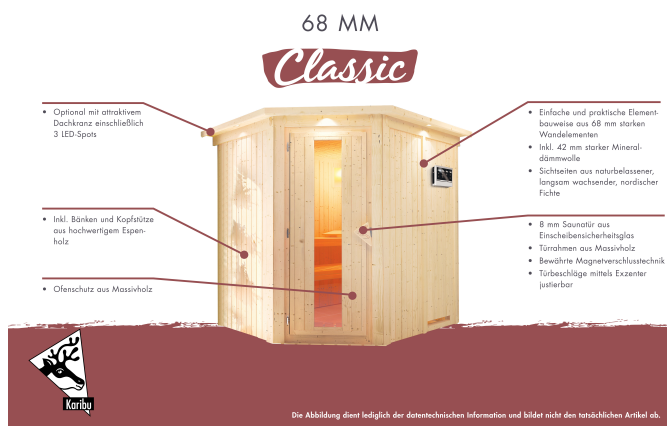 68 MM
Classic
• Optional mit attraktivem
Dachkranz einschließlich
3 LED-Spots
• Inkl. Bänken und Kopfstütze
aus hochwertigem Espen-
holz
• Ofenschutz aus Massivholz
• Einfache und praktische Element-
bauweise aus 68 mm starken
Wandelementen
• Inkl. 42 mm starker Mineral-
dämmwolle
• Sichtseiten aus naturbelassener,
langsam wachsender, nordischer
Fichte
• 8 mm Saunatür aus
Einscheibensicherheitsglas
• Türrahmen aus Massivholz
• Bewährte Magnetverschlusstechnik
• Türbeschläge mittels Exzenter
justierbar
Karibu
Die Abbildung dient lediglich der datentechnischen Information und bildet nicht den tatsächlichen Artikel ab.